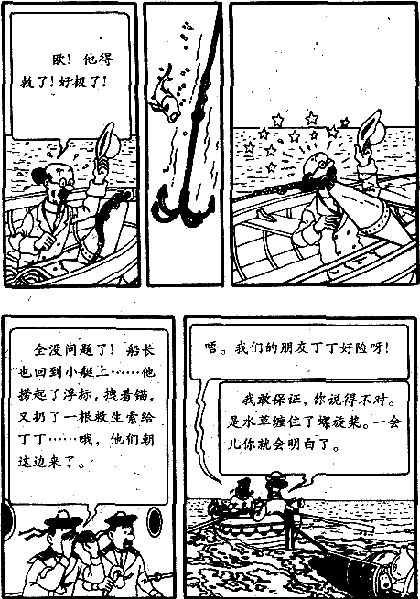 欧！他得
救了！好极了！
全没问题了！船长
也回到小艇上……他
捞起了浮标，拽着锚，
又扔了一根救生索给
丁丁……哦，他们朝
这边来了。
唔。我们的朋友丁丁好险呀！
我敢保证，你说得不对。
是水草缠住了螺旋桨。一会
儿你就会明白了。